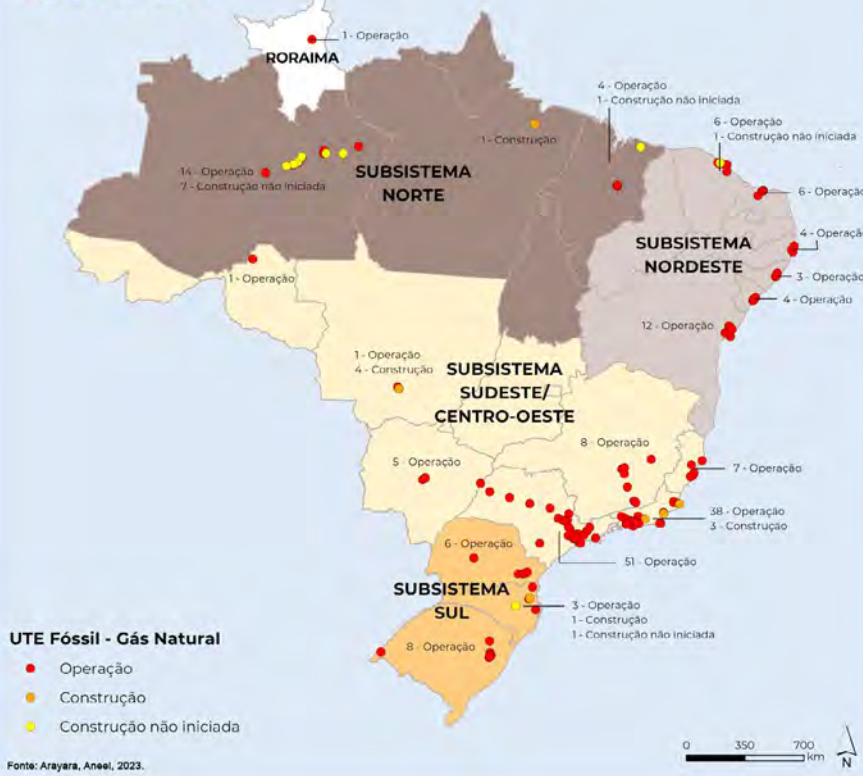 1 - Operação
RORAIMA
4 - Operação
1 - Construção não iniciada
6 - Operação
1 - Construção não iniciada
1 - Construção
14 - Operação
7 - Construção não iniciada
SUBSISTEMA
NORTE
6 - Operação
4 - Operação
SUBSISTEMA
NORDESTE
3 - Operação
1 - Operação
4 - Operação
12 - Operação
1 - Operação
4 - Construção
SUBSISTEMA
SUDESTE/
CENTRO-OESTE
8 - Operação
5 - Operação
7 - Operação
38 - Operação
3 - Construção
6 - Operação
51 - Operação
SUBSISTEMA
SUL
3 - Operação
1 - Construção
1 - Construção não iniciada
8 - Operação
UTE Fóssil - Gás Natural
Operação
Construção
Construção não iniciada
0 350 700
km
N
Fonte: Arayara, Aneel, 2023.